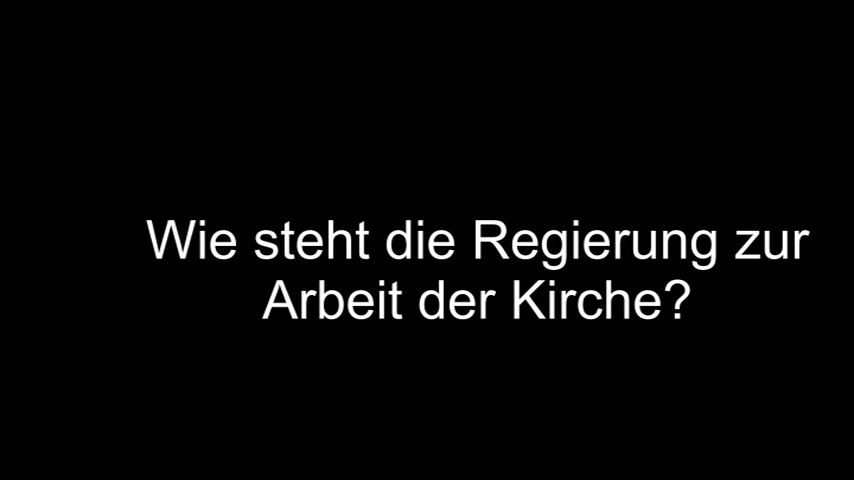 Wie steht die Regierung zur
Arbeit der Kirche?